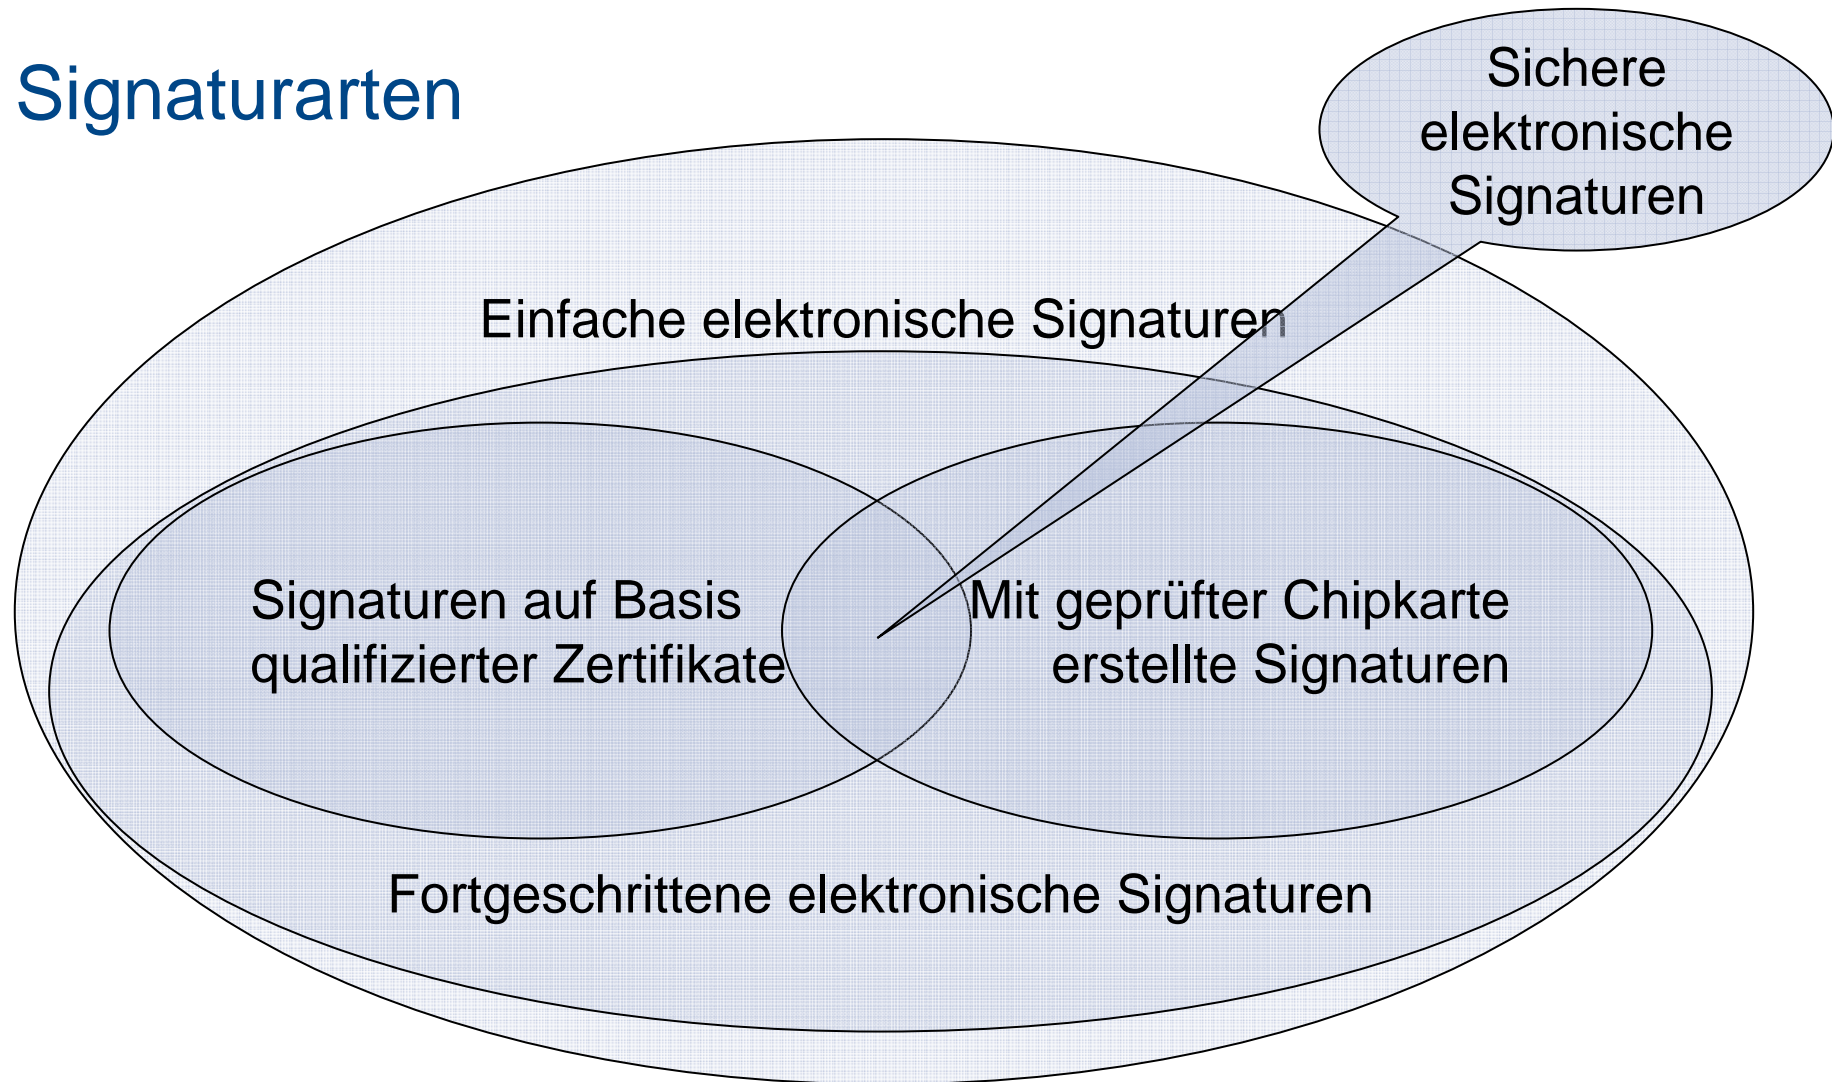 Signaturarten
Sichere
elektronische
Signaturen
Einfache elektronische Signaturen
Signaturen auf Basis
qualifizierter Zertifikate
Mit geprüfter Chipkarte
erstellte Signaturen
Fortgeschrittene elektronische Signaturen